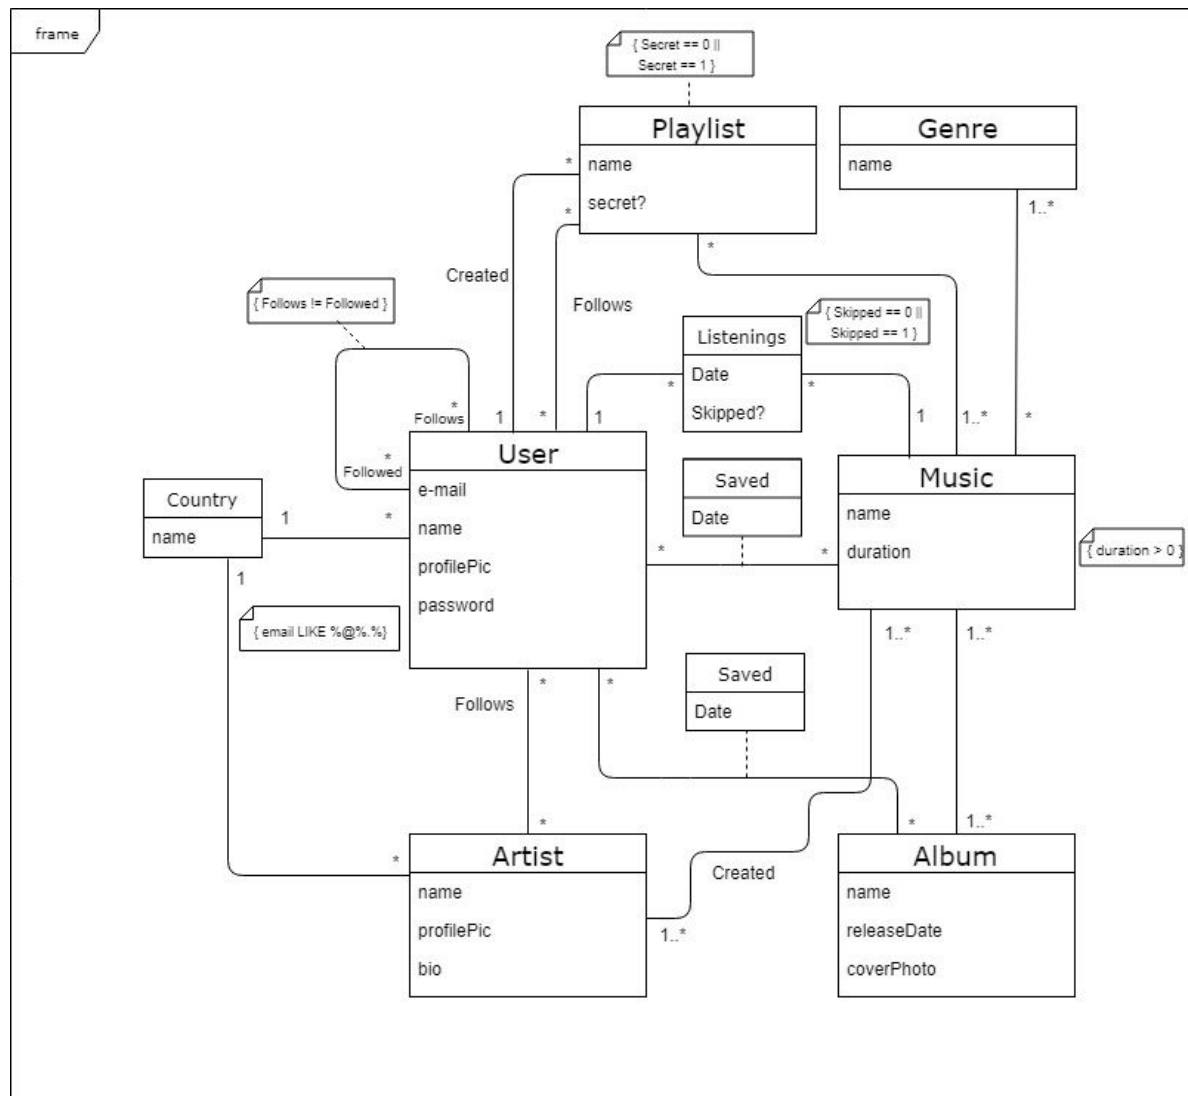 frame
{ Secret == 0 ||
Secret == 1 }
Playlist
name
secret?
Genre
name
*
*
1..*
*
Created
Follows
{ Follows != Followed }
Listenings
Date
Skipped?
{ Skipped == 0 ||
Skipped == 1 }
*
Follows
1
*
1
*
*
1
1..*
*
*
Followed
User
e-mail
name
profilePic
password
Country
name
1
*
1
{ email LIKE %@%.%}
Saved
Date
*
*
Music
name
duration
{ duration > 0 }
1..*
1..*
Follows
*
*
Saved
Date
*
*
*
1..*
Created
1..*
Artist
name
profilePic
bio
Album
name
releaseDate
coverPhoto